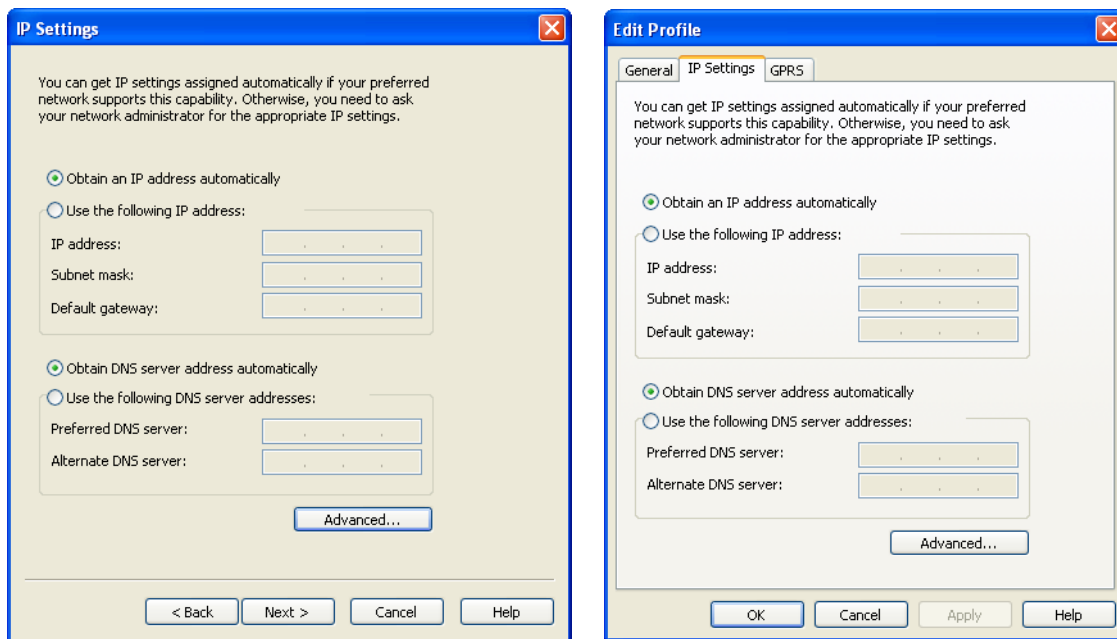 IP Settings
You can get IP settings assigned automatically if your preferred
network supports this capability. Otherwise, you need to ask
your network administrator for the appropriate IP settings.
Obtain an IP address automatically
Use the following IP address:
IP address:
Subnet mask:
Default gateway:
Obtain DNS server address automatically
Use the following DNS server addresses:
Preferred DNS server:
Alternate DNS server:
Advanced...
< Back Next > Cancel Help
Edit Profile
General IP Settings GPRS
You can get IP settings assigned automatically if your preferred
network supports this capability. Otherwise, you need to ask
your network administrator for the appropriate IP settings.
Obtain an IP address automatically
Use the following IP address:
IP address:
Subnet mask:
Default gateway:
Obtain DNS server address automatically
Use the following DNS server addresses:
Preferred DNS server:
Alternate DNS server:
Advanced...
OK Cancel Apply Help